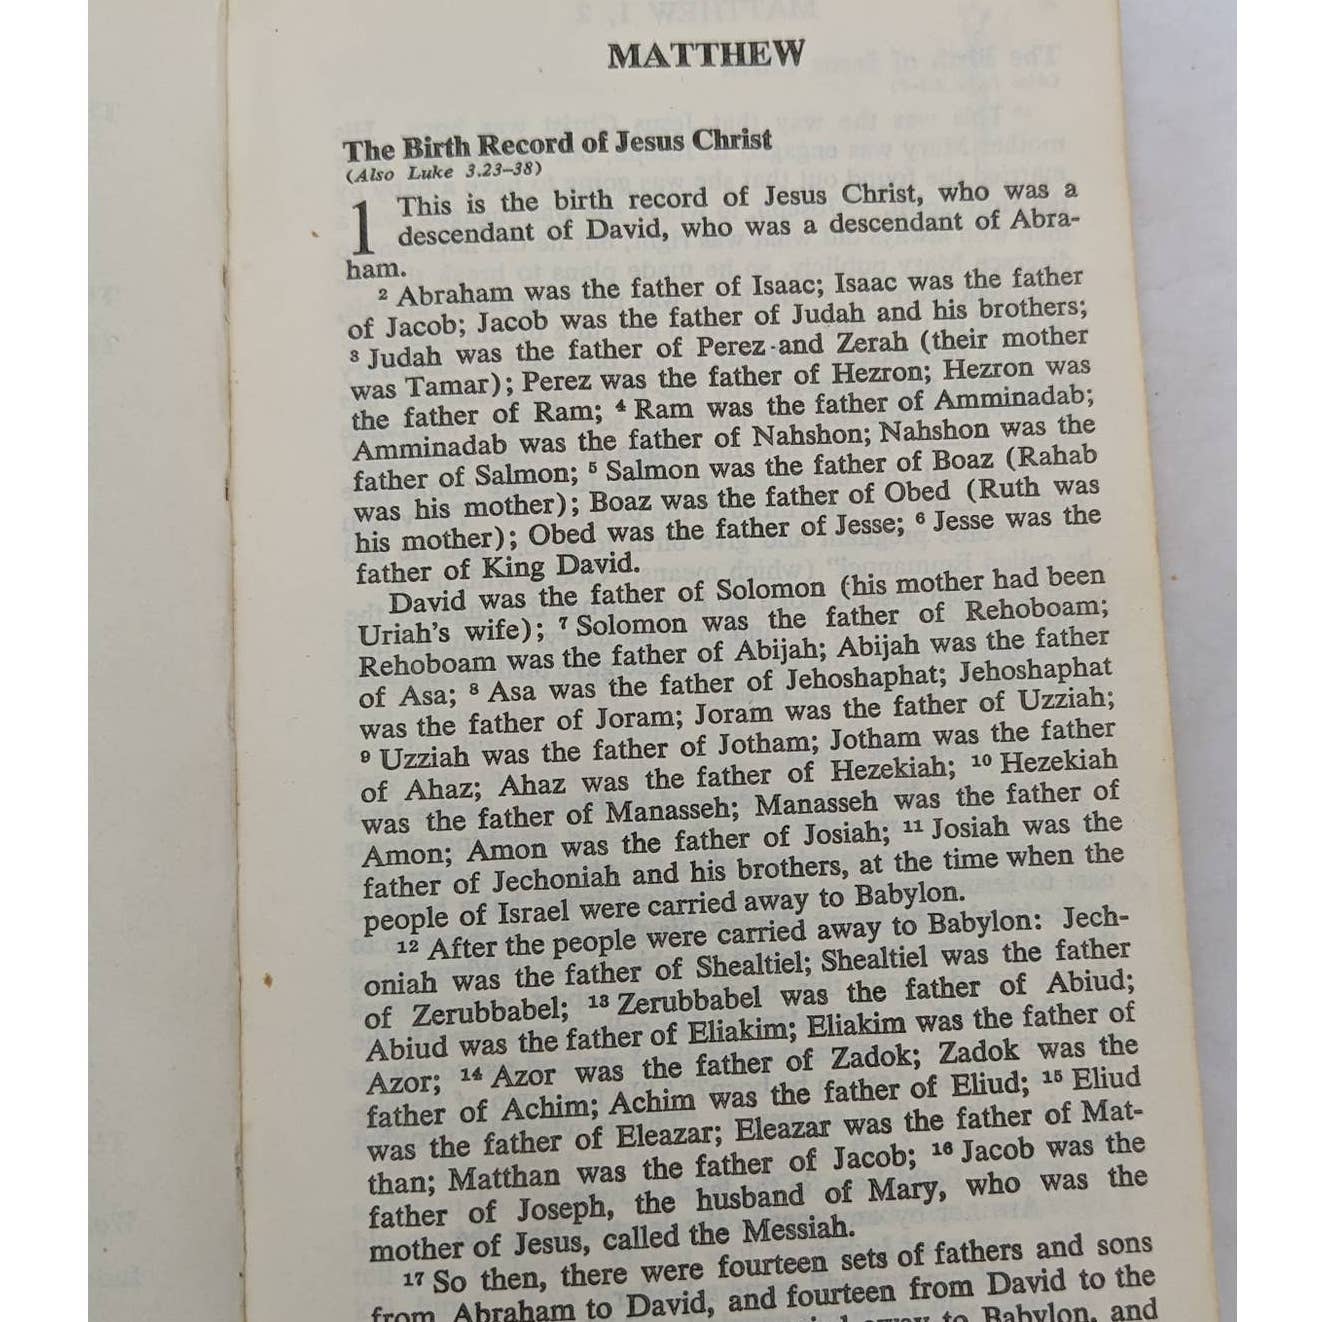 MATTHEW
The Birth Record of Jesus Christ
(Also Luke 3.23–38)
1 This is the birth record of Jesus Christ, who was a
descendant of David, who was a descendant of Abra-
ham.
2 Abraham was the father of Isaac; Isaac was the father
of Jacob; Jacob was the father of Judah and his brothers;
3 Judah was the father of Perez and Zerah (their mother
was Tamar); Perez was the father of Hezron; Hezron was
the father of Ram; 4 Ram was the father of Amminadab;
Amminadab was the father of Nahshon; Nahshon was the
father of Salmon; 5 Salmon was the father of Boaz (Rahab
was his mother); Boaz was the father of Obed (Ruth was
his mother); Obed was the father of Jesse; 6 Jesse was the
father of King David.
David was the father of Solomon (his mother had been
Uriah's wife); 7 Solomon was the father of Rehoboam;
Rehoboam was the father of Abijah; Abijah was the father
of Asa; 8 Asa was the father of Jehoshaphat; Jehoshaphat
was the father of Joram; Joram was the father of Uzziah;
9 Uzziah was the father of Jotham; Jotham was the father
of Ahaz; Ahaz was the father of Hezekiah; 10 Hezekiah
was the father of Manasseh; Manasseh was the father of
Amon; Amon was the father of Josiah; 11 Josiah was the
father of Jechoniah and his brothers, at the time when the
people of Israel were carried away to Babylon.
12 After the people were carried away to Babylon: Jech-
oniah was the father of Shealtiel; Shealtiel was the father
of Zerubbabel; 13 Zerubbabel was the father of Abiud;
Abiud was the father of Eliakim; Eliakim was the father of
Azor; 14 Azor was the father of Zadok; Zadok was the
father of Achim; Achim was the father of Eliud; 15 Eliud
was the father of Eleazar; Eleazar was the father of Mat-
than; Matthan was the father of Jacob; 16 Jacob was the
father of Joseph, the husband of Mary, who was the
mother of Jesus, called the Messiah.
17 So then, there were fourteen sets of fathers and sons
from Abraham to David, and fourteen from David to the
to Babylon, and